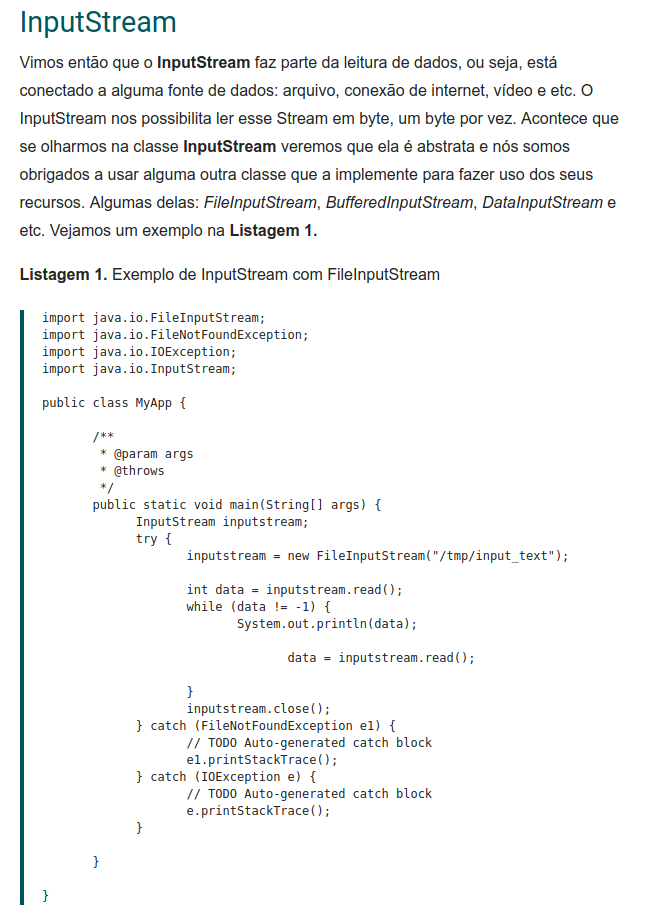 InputStream
Vimos então que o InputStream faz parte da leitura de dados, ou seja, está
conectado a alguma fonte de dados: arquivo, conexão de internet, vídeo e etc. O
InputStream nos possibilita ler esse Stream em byte, um byte por vez. Acontece que
se olharmos na classe InputStream veremos que ela é abstrata e nós somos
obrigados a usar alguma outra classe que a implemente para fazer uso dos seus
recursos. Algumas delas: FileInputStream, BufferedInputStream, DataInputStream e
etc. Vejamos um exemplo na Listagem 1.
Listagem 1. Exemplo de InputStream com FileInputStream
import java.io.FileInputStream;
import java.io.FileNotFoundException;
import java.io.IOException;
import java.io.InputStream;
public class MyApp {
/**
* @param args
* @throws
*/
public static void main(String[] args) {
InputStream inputstream;
try {
inputstream = new FileInputStream("/tmp/input_text");
int data = inputstream.read();
while (data != -1) {
System.out.println(data);
data = inputstream.read();
}
inputstream.close();
} catch (FileNotFoundException e1) {
// TODO Auto-generated catch block
e1.printStackTrace();
} catch (IOException e) {
// TODO Auto-generated catch block
e.printStackTrace();
}
}
}